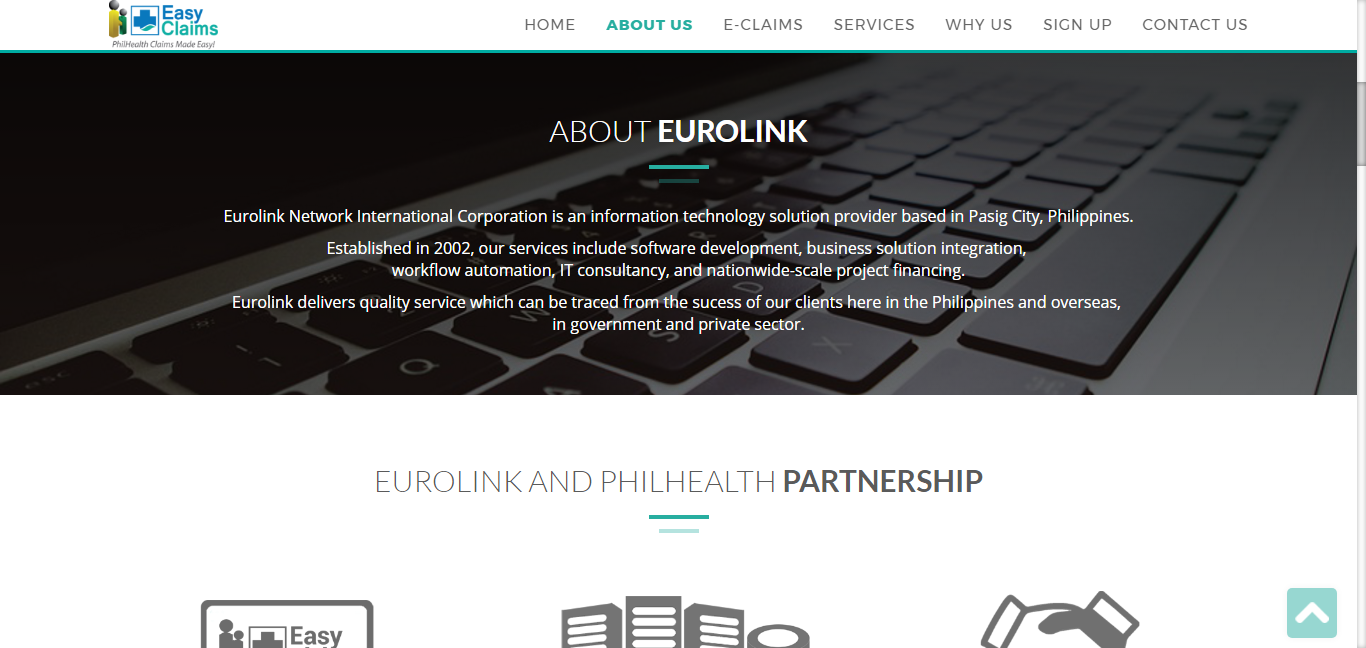 Easy
Claims
PhilHealth Claims Made Easy!
HOME ABOUT US E-CLAIMS SERVICES WHY US SIGN UP CONTACT US
ABOUT EUROLINK
Eurolink Network International Corporation is an information technology solution provider based in Pasig City, Philippines.
Established in 2002, our services include software development, business solution integration,
workflow automation, IT consultancy, and nationwide-scale project financing.
Eurolink delivers quality service which can be traced from the sucess of our clients here in the Philippines and overseas,
in government and private sector.
EUROLINK AND PHILHEALTH PARTNERSHIP
Easy